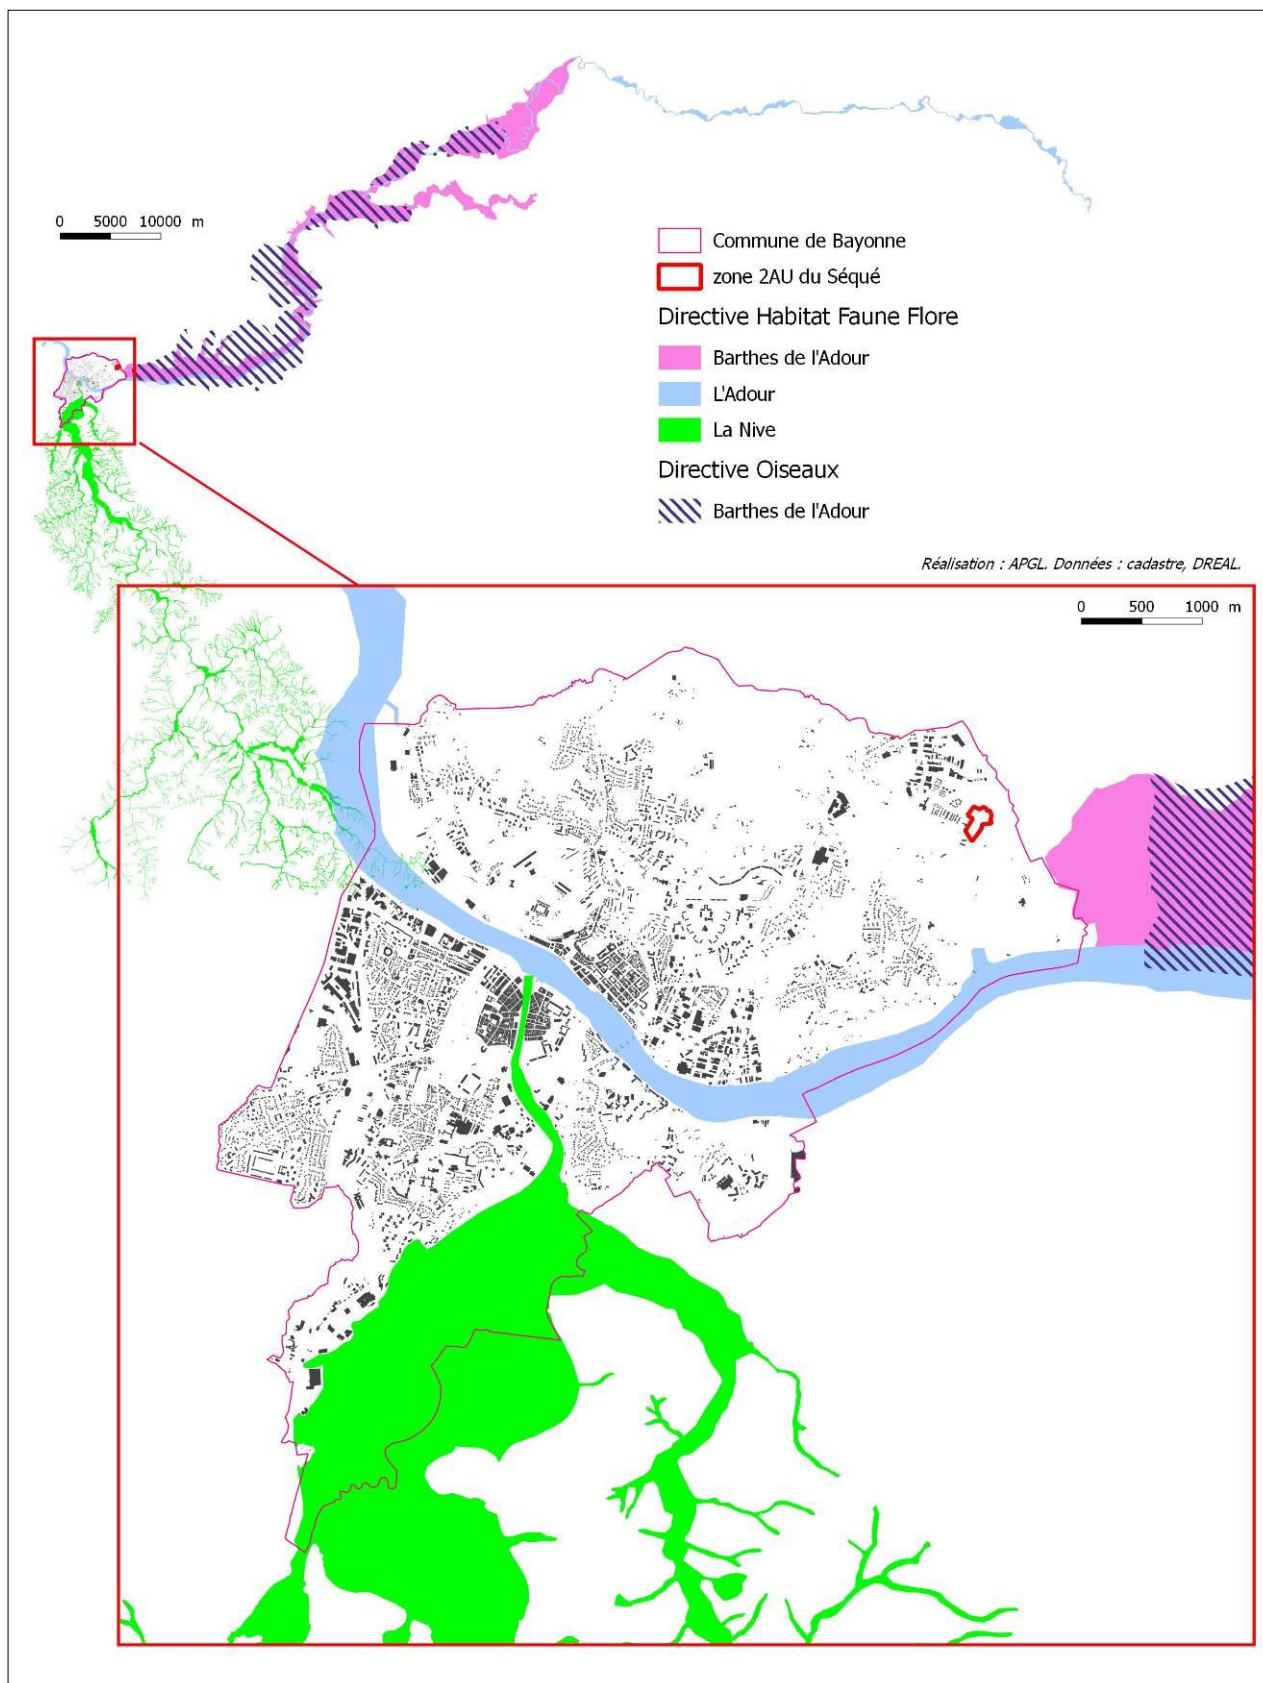 0 5000 10000 m
Commune de Bayonne
zone 2AU du Séqué
Directive Habitat Faune Flore
Barthes de l'Adour
L'Adour
La Nive
Directive Oiseaux
Barthes de l'Adour
Réalisation : APGL. Données : cadastre, DREAL.
0 500 1000 m